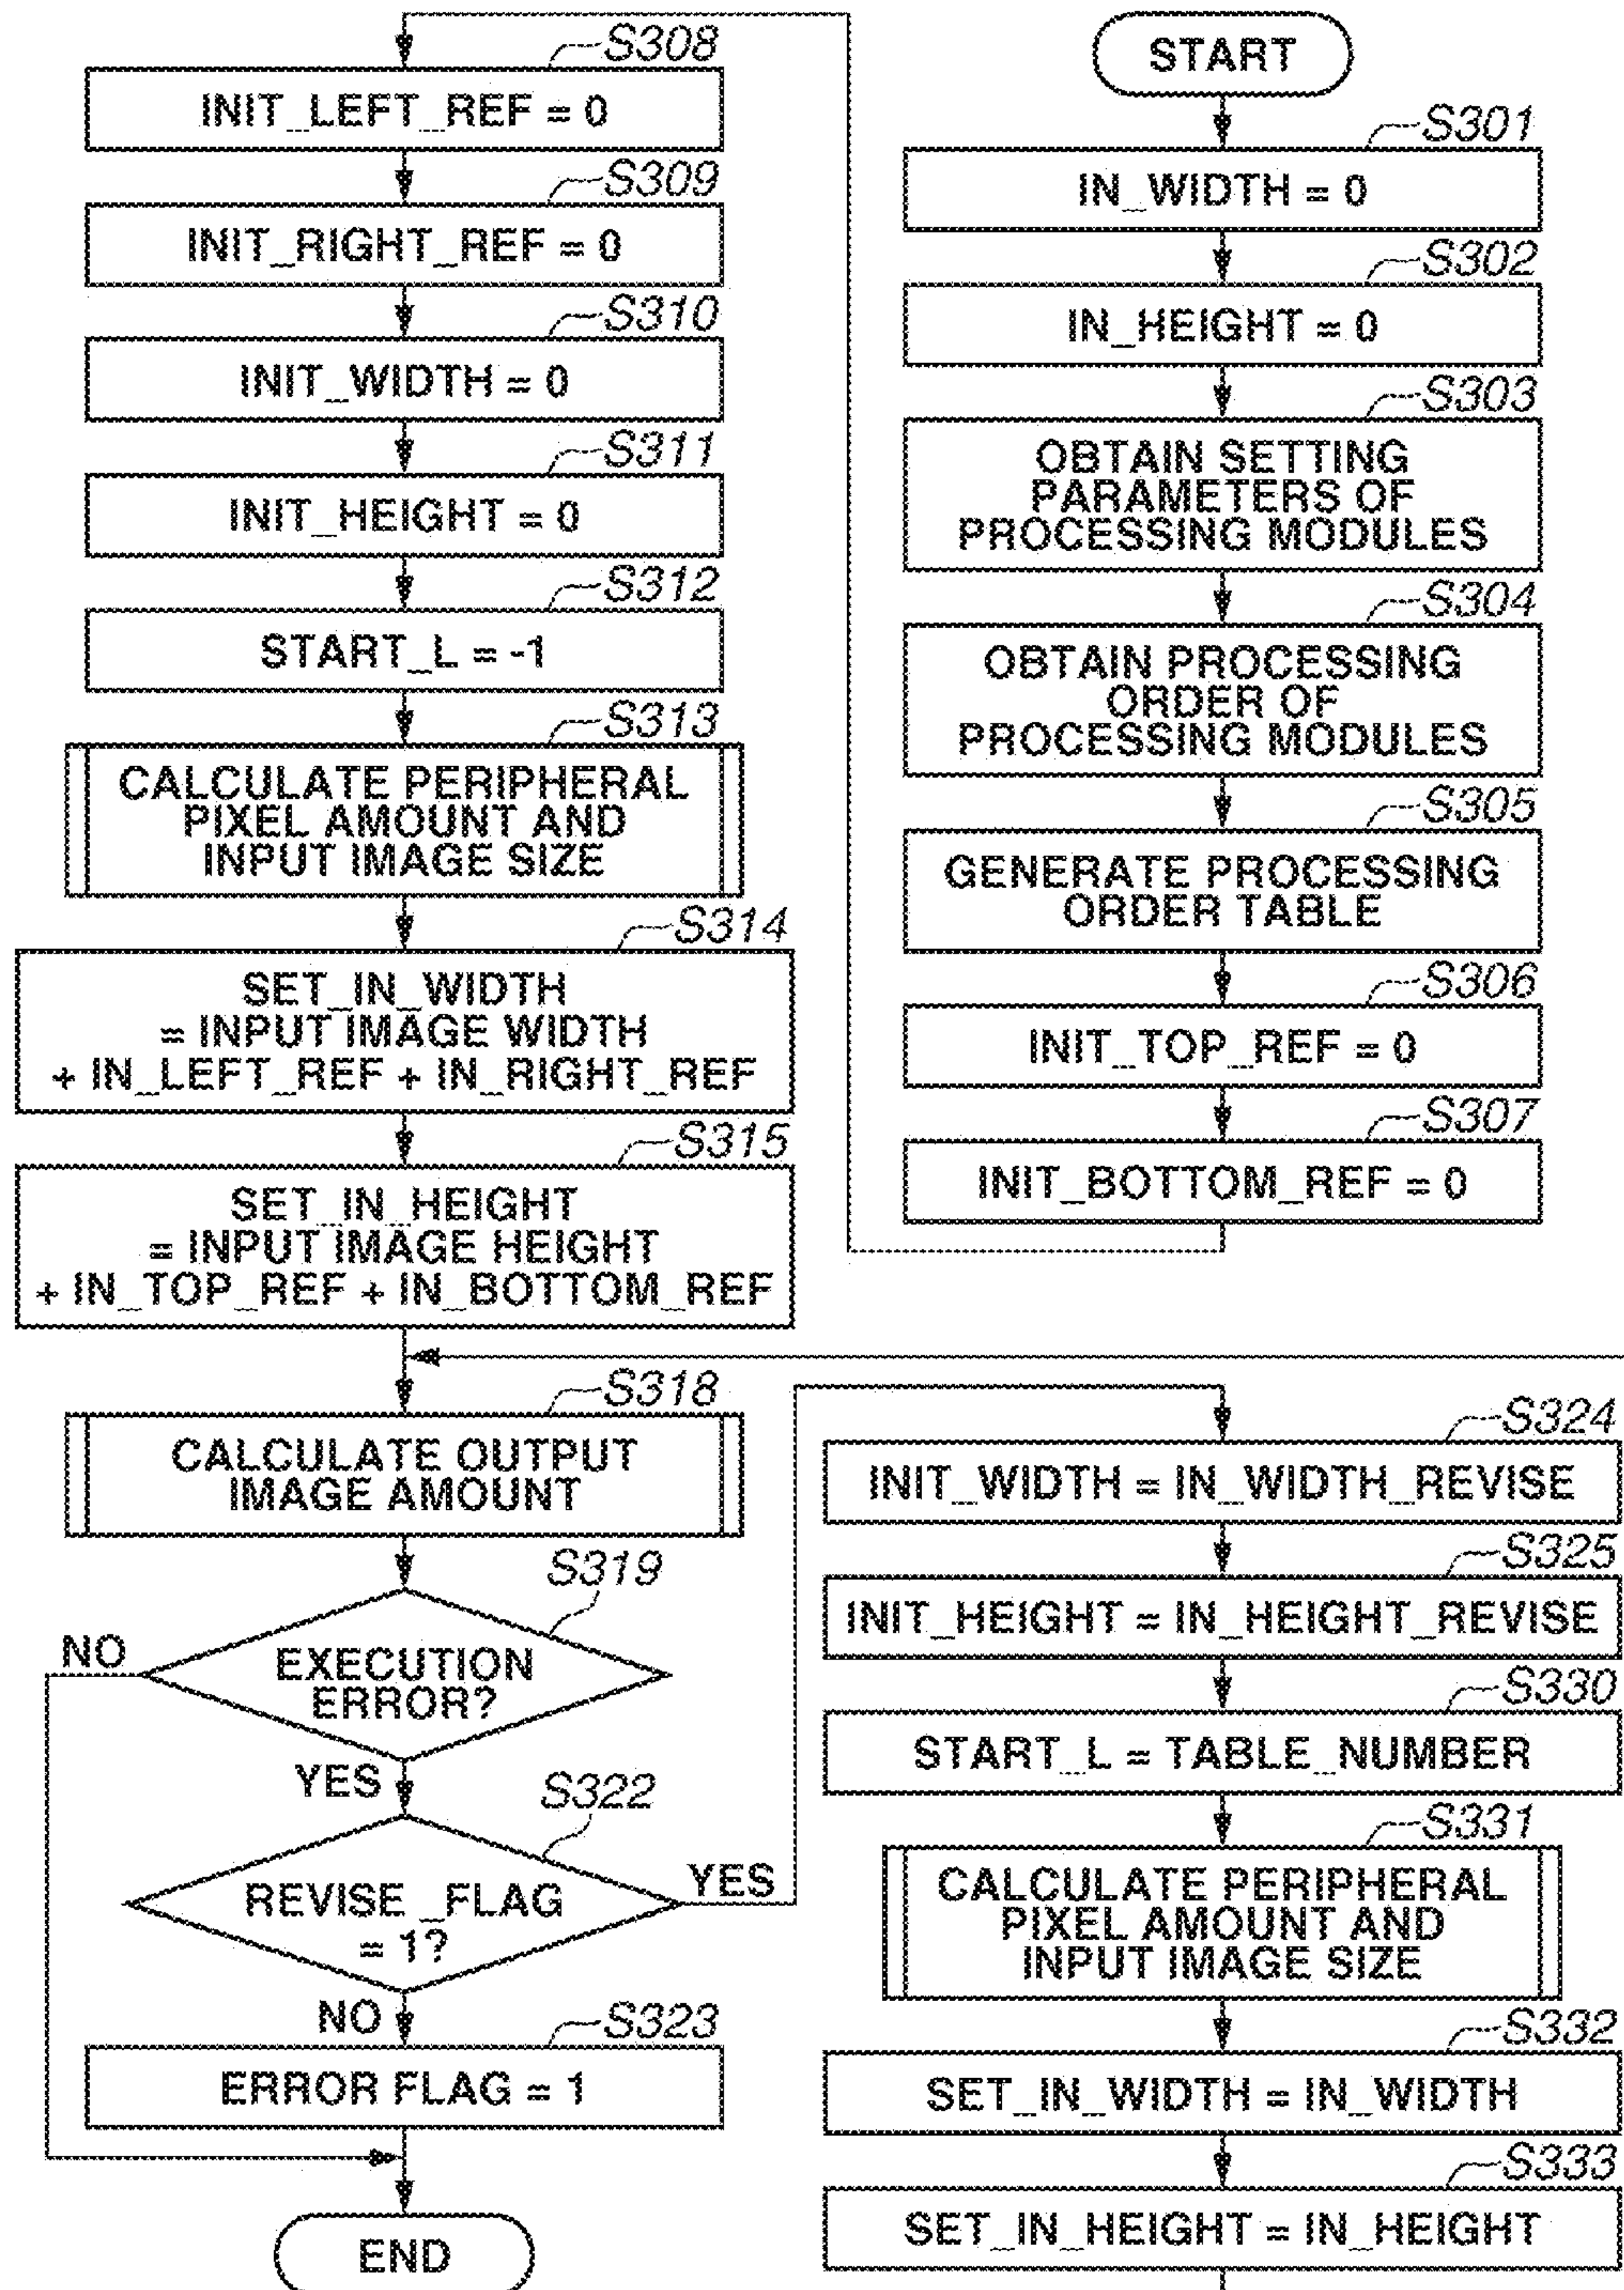 START
S301
IN_WIDTH = 0
S302
IN_HEIGHT = 0
S303
OBTAIN SETTING
PARAMETERS OF
PROCESSING MODULES
S304
OBTAIN PROCESSING
ORDER OF
PROCESSING MODULES
S305
GENERATE PROCESSING
ORDER TABLE
S306
INIT_TOP_REF = 0
S307
INIT_BOTTOM_REF = 0
S308
INIT_LEFT_REF = 0
S309
INIT_RIGHT_REF = 0
S310
INIT_WIDTH = 0
S311
INIT_HEIGHT = 0
S312
START_L = -1
S313
CALCULATE PERIPHERAL
PIXEL AMOUNT AND
INPUT IMAGE SIZE
S314
SET_IN_WIDTH
= INPUT IMAGE WIDTH
+ IN_LEFT_REF + IN_RIGHT_REF
S315
SET_IN_HEIGHT
= INPUT IMAGE HEIGHT
+ IN_TOP_REF + IN_BOTTOM_REF
S318
CALCULATE OUTPUT
IMAGE AMOUNT
S319
EXECUTION
ERROR?
NO
YES
S322
REVISE _FLAG
= 1?
YES
NO
S323
ERROR FLAG = 1
END
S324
INIT_WIDTH = IN_WIDTH_REVISE
S325
INIT_HEIGHT = IN_HEIGHT_REVISE
S330
START_L = TABLE_NUMBER
S331
CALCULATE PERIPHERAL
PIXEL AMOUNT AND
INPUT IMAGE SIZE
S332
SET_IN_WIDTH = IN_WIDTH
S333
SET_IN_HEIGHT = IN_HEIGHT